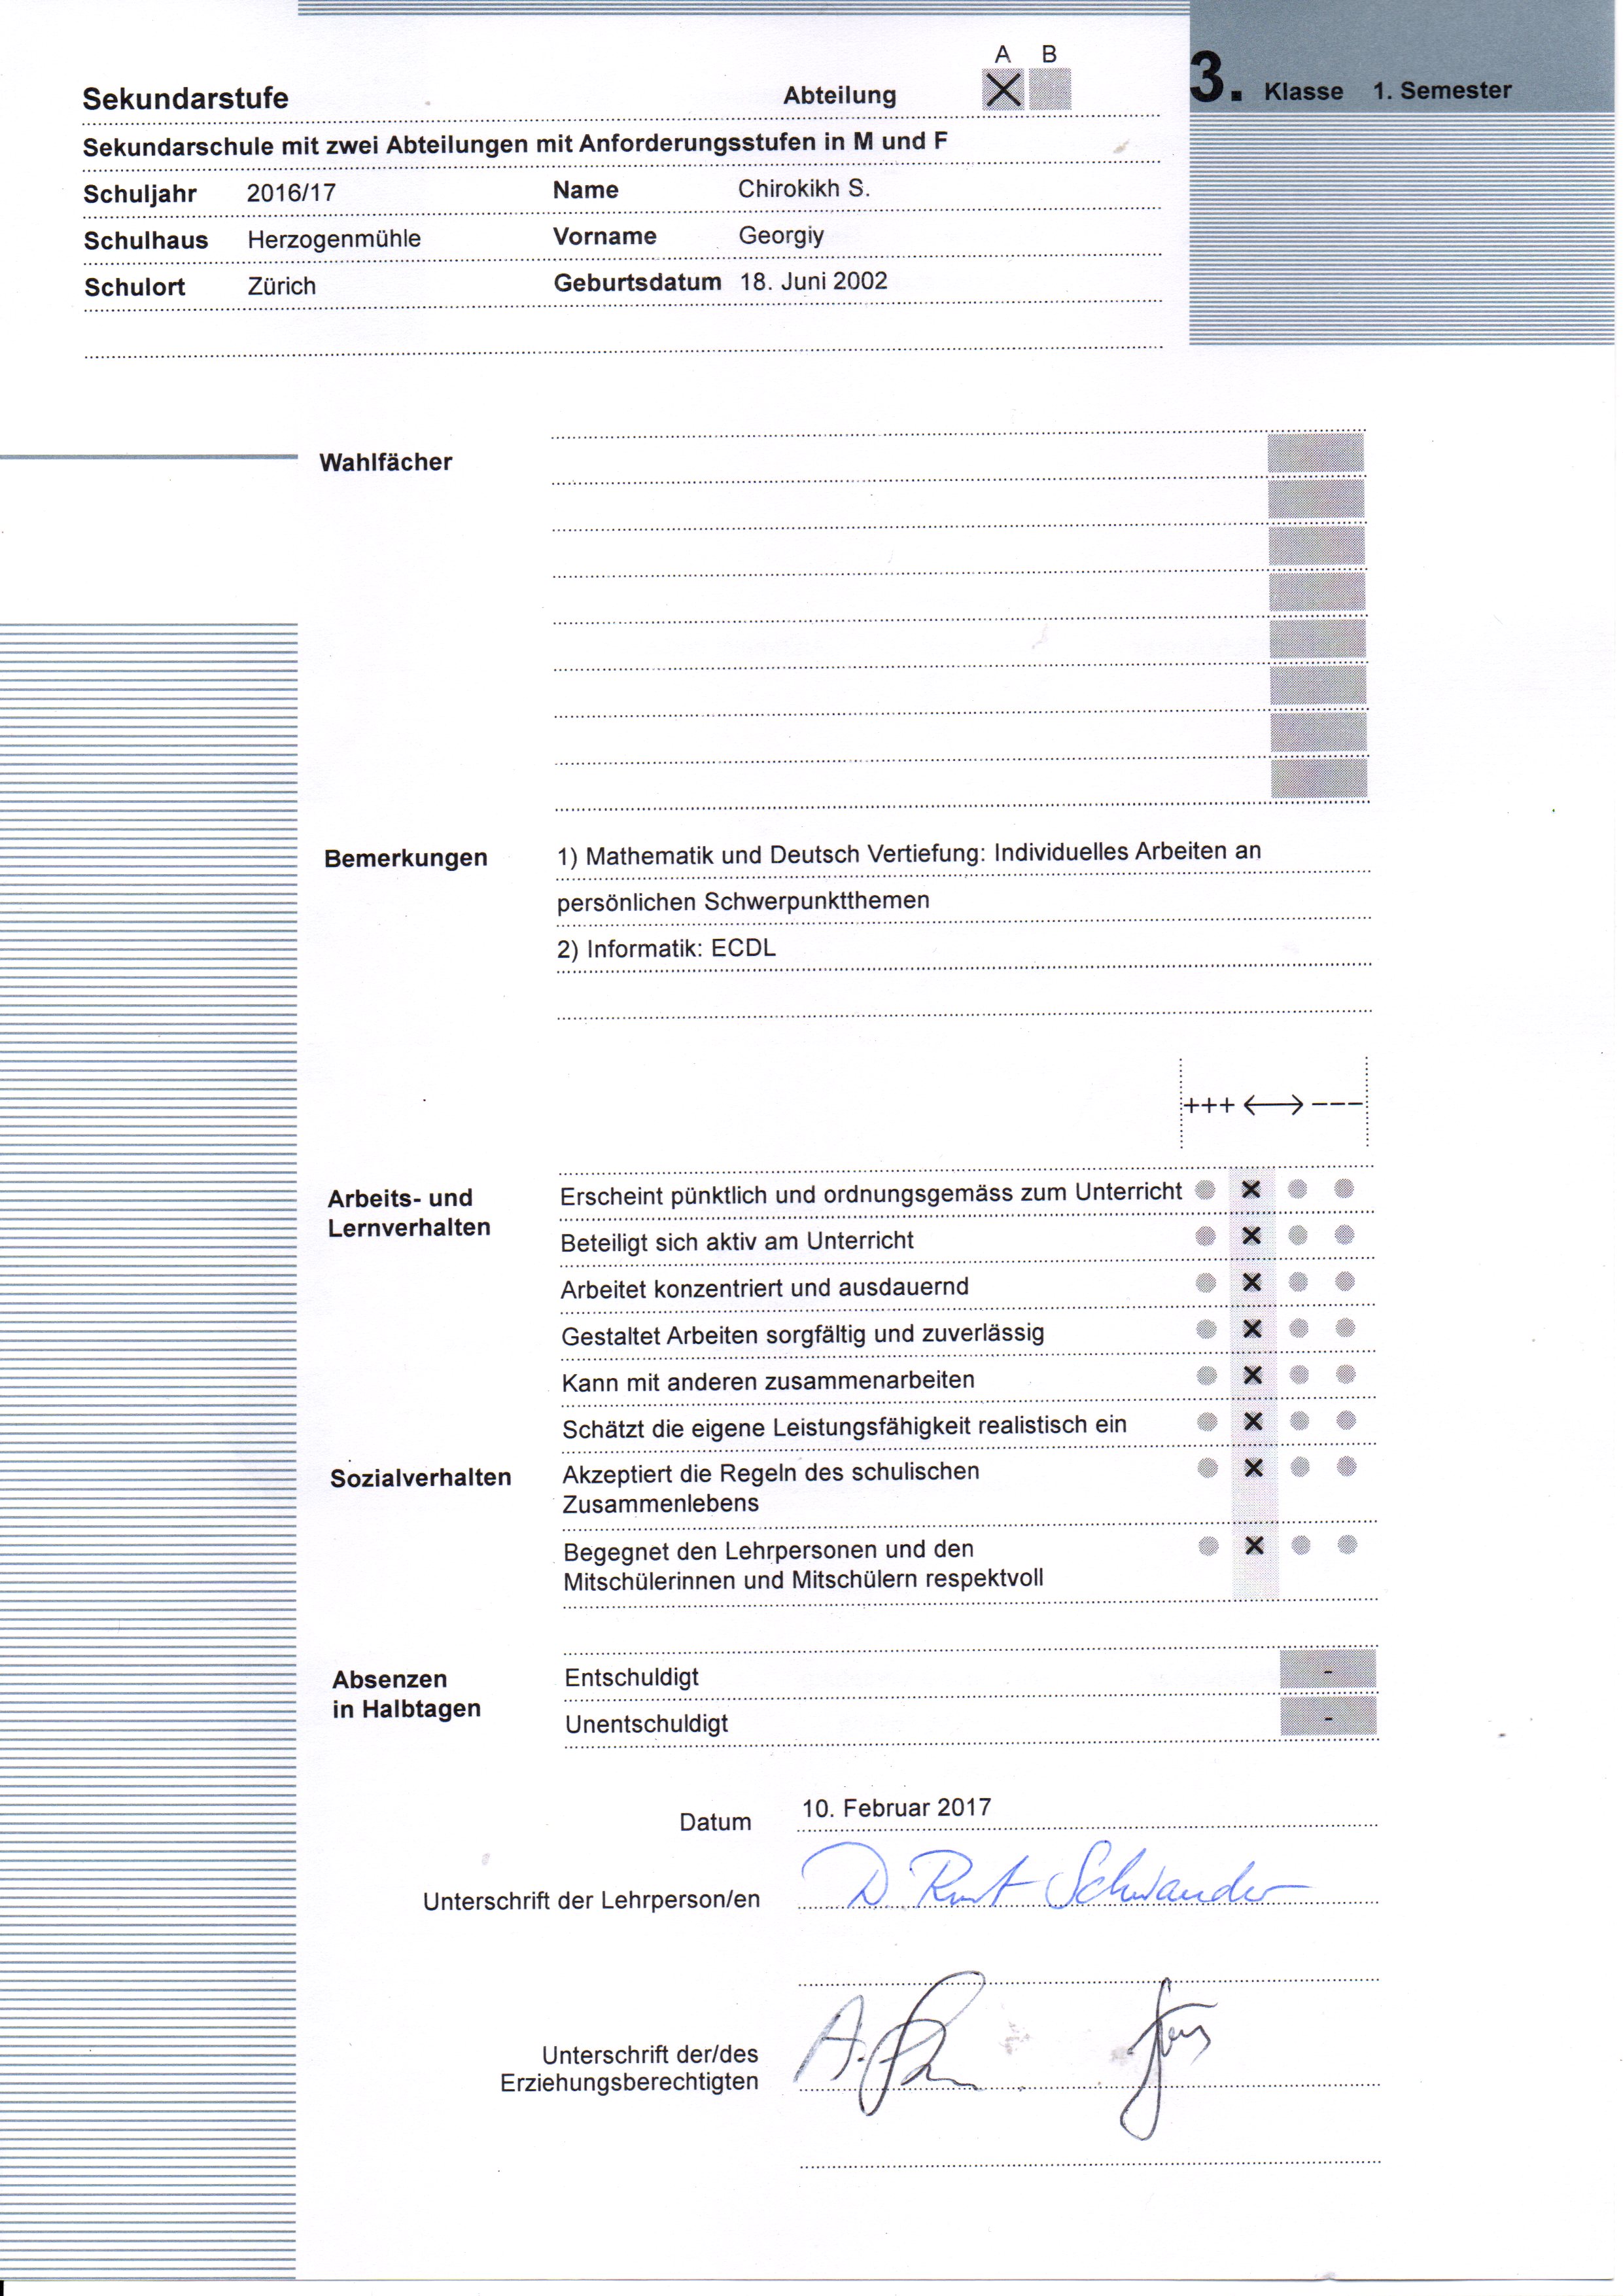 A B
Sekundarstufe Abteilung X 3. Klasse 1. Semester
Sekundarschule mit zwei Abteilungen mit Anforderungsstufen in M und F
Schuljahr 2016/17 Name Chirokikh S.
Schulhaus Herzogenmühle Vorname Georgiy
Schulort Zürich Geburtsdatum 18. Juni 2002
Wahlfächer
Bemerkungen 1) Mathematik und Deutsch Vertiefung: Individuelles Arbeiten an
persönlichen Schwerpunktthemen
2) Informatik: ECDL
+++ ⟷ ---
Arbeits- und
Lernverhalten
Erscheint pünktlich und ordnungsgemäss zum Unterricht ● x ● ●
Beteiligt sich aktiv am Unterricht ● x ● ●
Arbeitet konzentriert und ausdauernd ● x ● ●
Gestaltet Arbeiten sorgfältig und zuverlässig ● x ● ●
Kann mit anderen zusammenarbeiten ● x ● ●
Schätzt die eigene Leistungsfähigkeit realistisch ein ● x ● ●
Sozialverhalten Akzeptiert die Regeln des schulischen ● x ● ●
Zusammenlebens
Begegnet den Lehrpersonen und den ● x ● ●
Mitschülerinnen und Mitschülern respektvoll
Absenzen
in Halbtagen
Entschuldigt -
Unentschuldigt -
Datum 10. Februar 2017
Unterschrift der Lehrperson/en D. Schwander
Unterschrift der/des
Erziehungsberechtigten A.